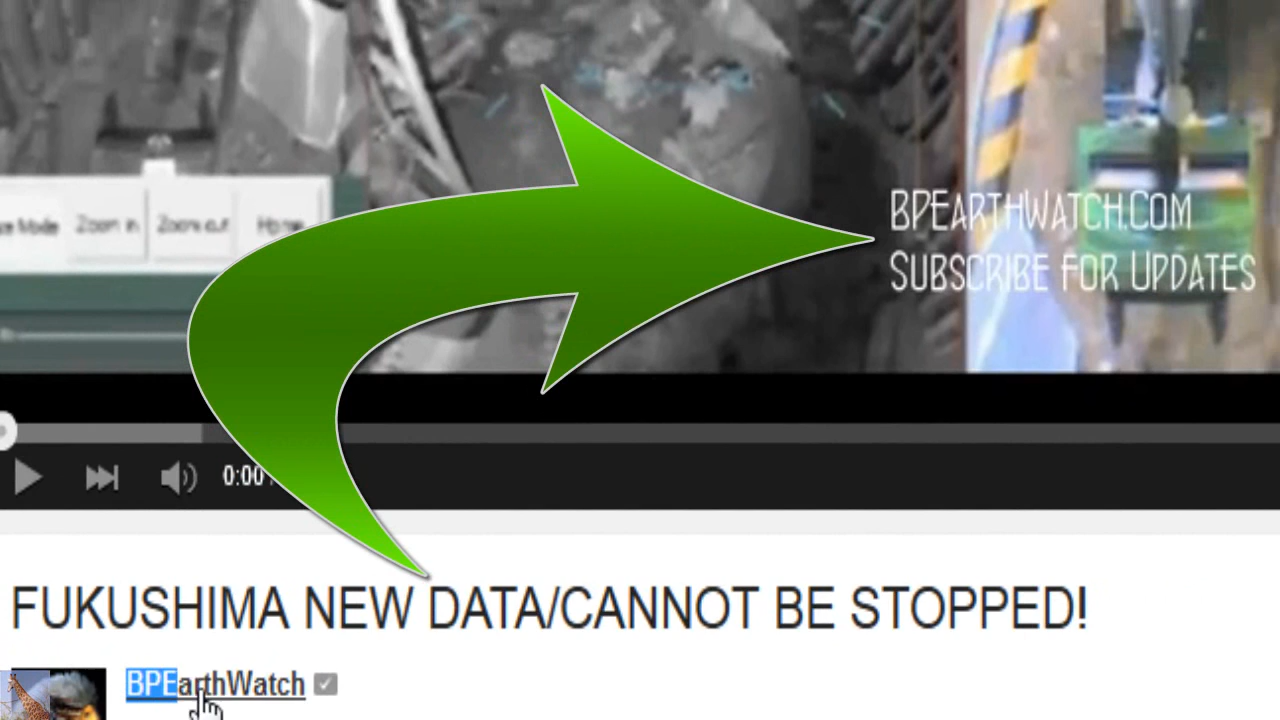 Zoom in
Zoom out
BPEARTHWATCH.COM
SUBSCRIBE FOR UPDATES
0:00
FUKUSHIMA NEW DATA/CANNOT BE STOPPED!
BPEarthWatch